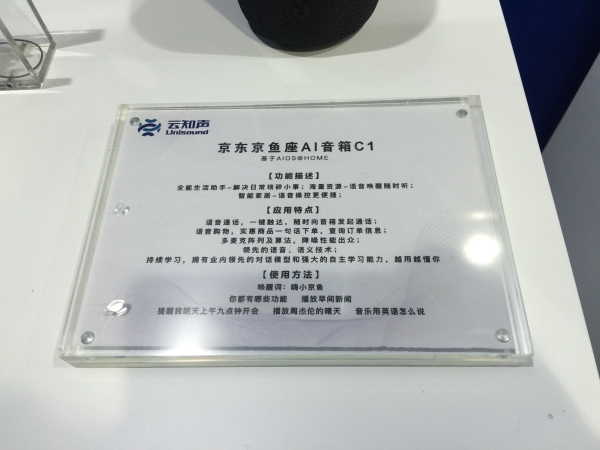 云知声
Unisound
京东京鱼座AI音箱C1
基于AIOS@HOME
【功能描述】
全能生活助手-解决日常琐碎小事；海量资源-语音唤醒随时听；
智能家居-语音操控更便捷；
【应用特点】
语音通话，一键触达，随时向音箱发起通话；
语音购物，实惠商品一句话下单，查询订单信息；
多麦克阵列及算法，降噪性能出众；
领先的语音、语义技术；
持续学习，拥有业内领先的对话模型和强大的自主学习能力，越用越懂你
【使用方法】
唤醒词：嗨小京鱼
你都有哪些功能 播放早间新闻
提醒我明天上午九点钟开会 播放周杰伦的晴天 音乐用英语怎么说